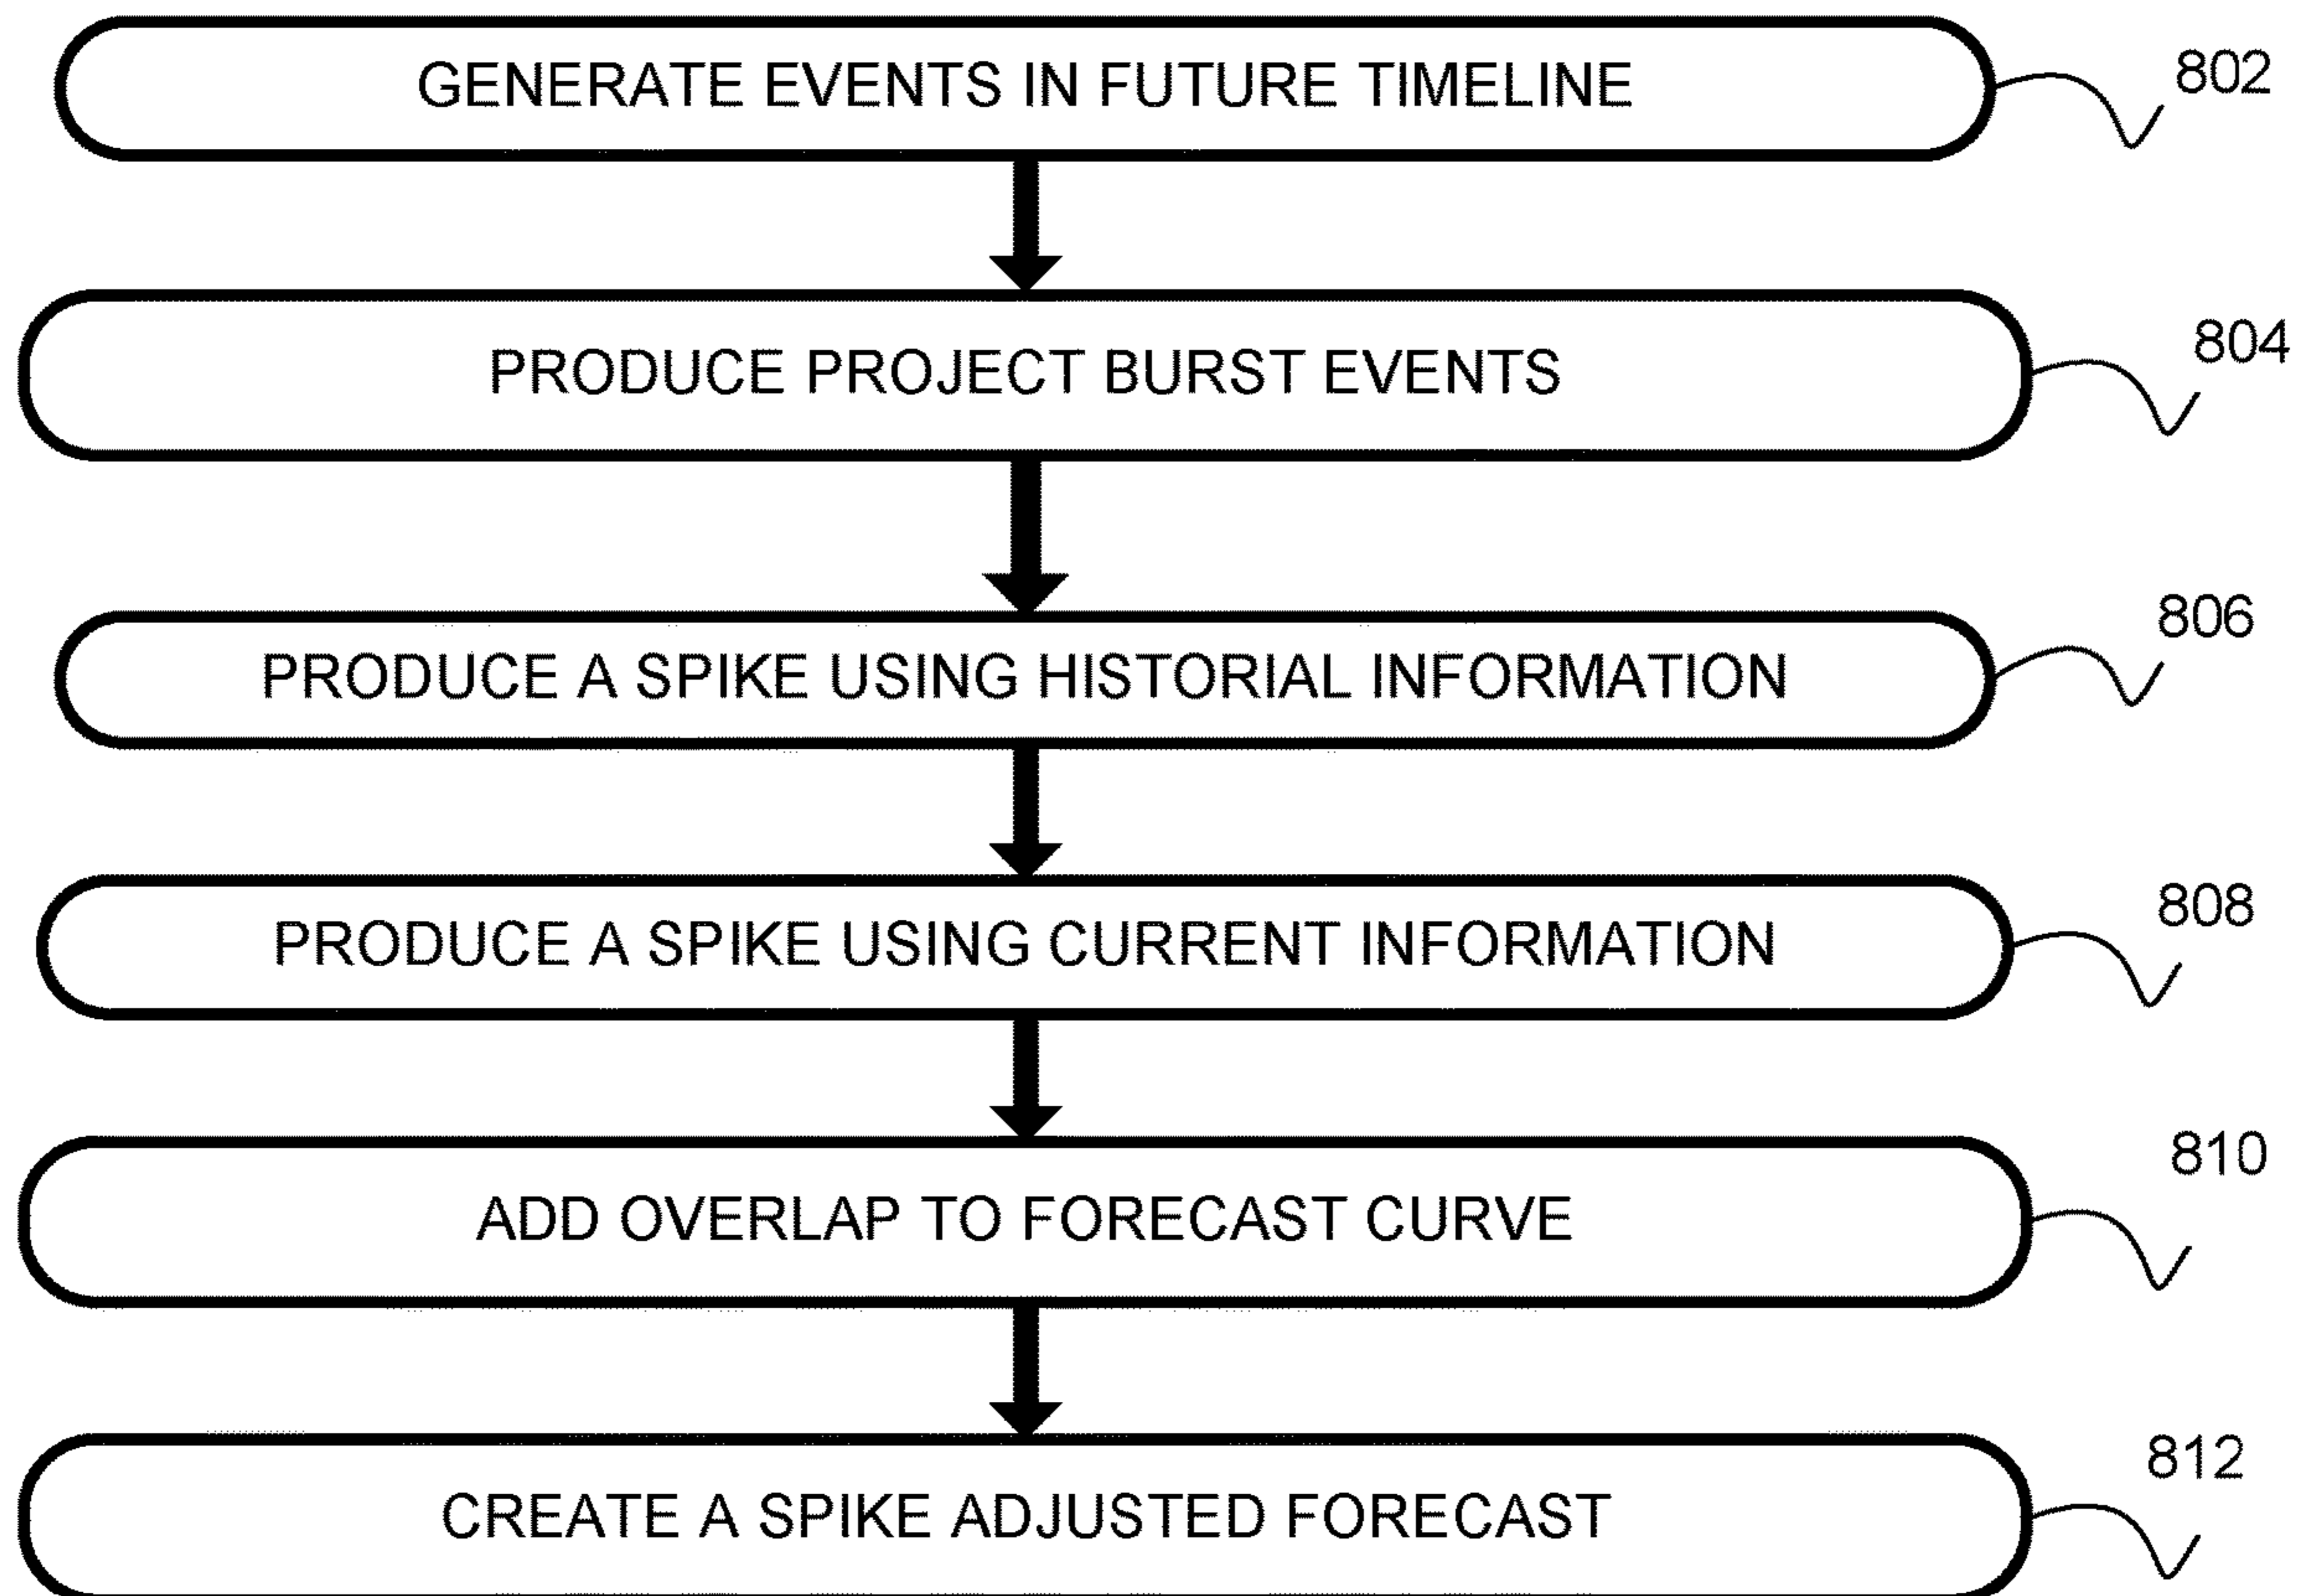 GENERATE EVENTS IN FUTURE TIMELINE
802
PRODUCE PROJECT BURST EVENTS
804
PRODUCE A SPIKE USING HISTORIAL INFORMATION
806
PRODUCE A SPIKE USING CURRENT INFORMATION
808
ADD OVERLAP TO FORECAST CURVE
810
CREATE A SPIKE ADJUSTED FORECAST
812